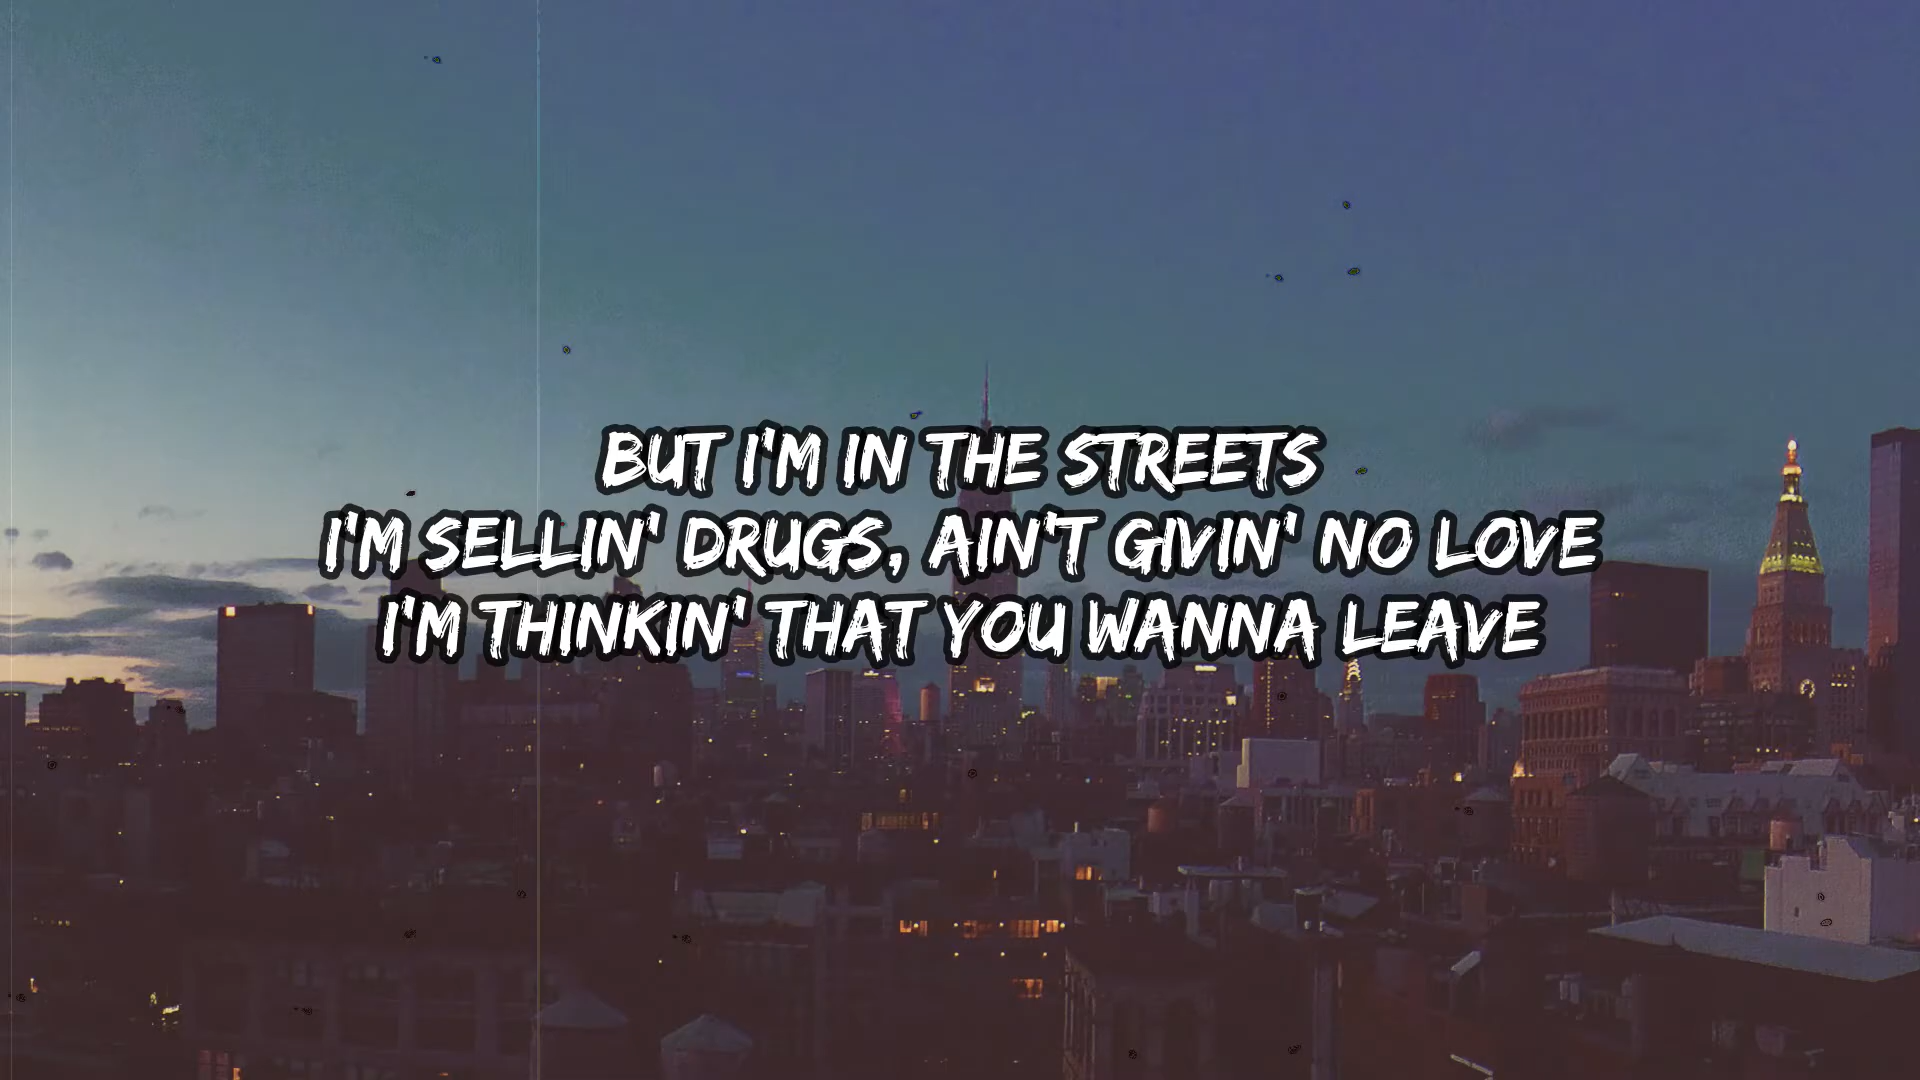 BUT I'M IN THE STREETS
I'M SELLIN' DRUGS, AIN'T GIVIN' NO LOVE
I'M THINKIN' THAT YOU WANNA LEAVE